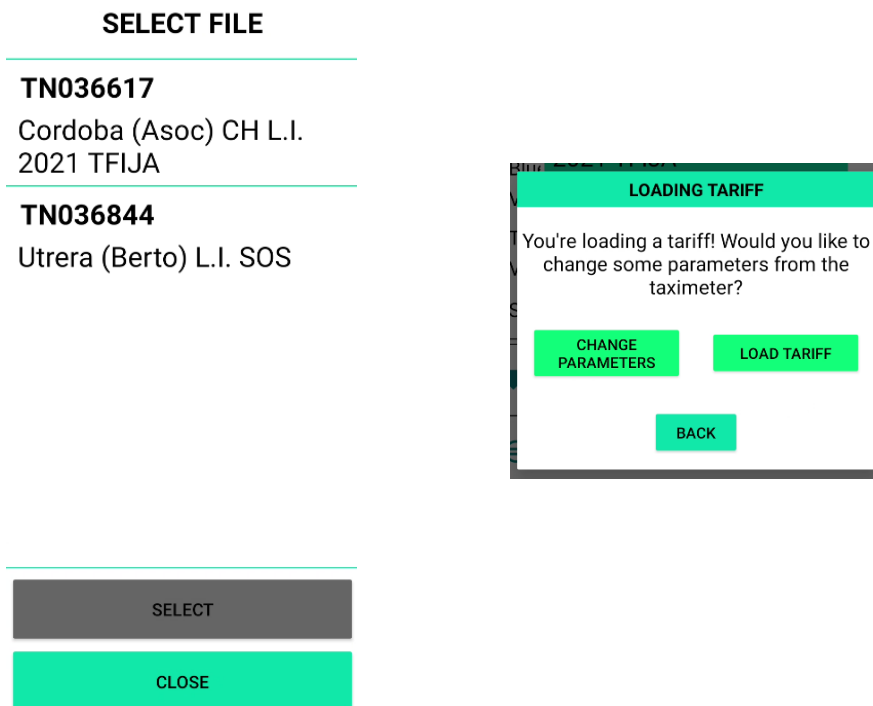 SELECT FILE
TN036617
Cordoba (Asoc) CH L.I.
2021 TFIJA
TN036844
Utrera (Berto) L.I. SOS
SELECT
CLOSE
LOADING TARIFF
You're loading a tariff! Would you like to
change some parameters from the
taximeter?
CHANGE
PARAMETERS
LOAD TARIFF
BACK